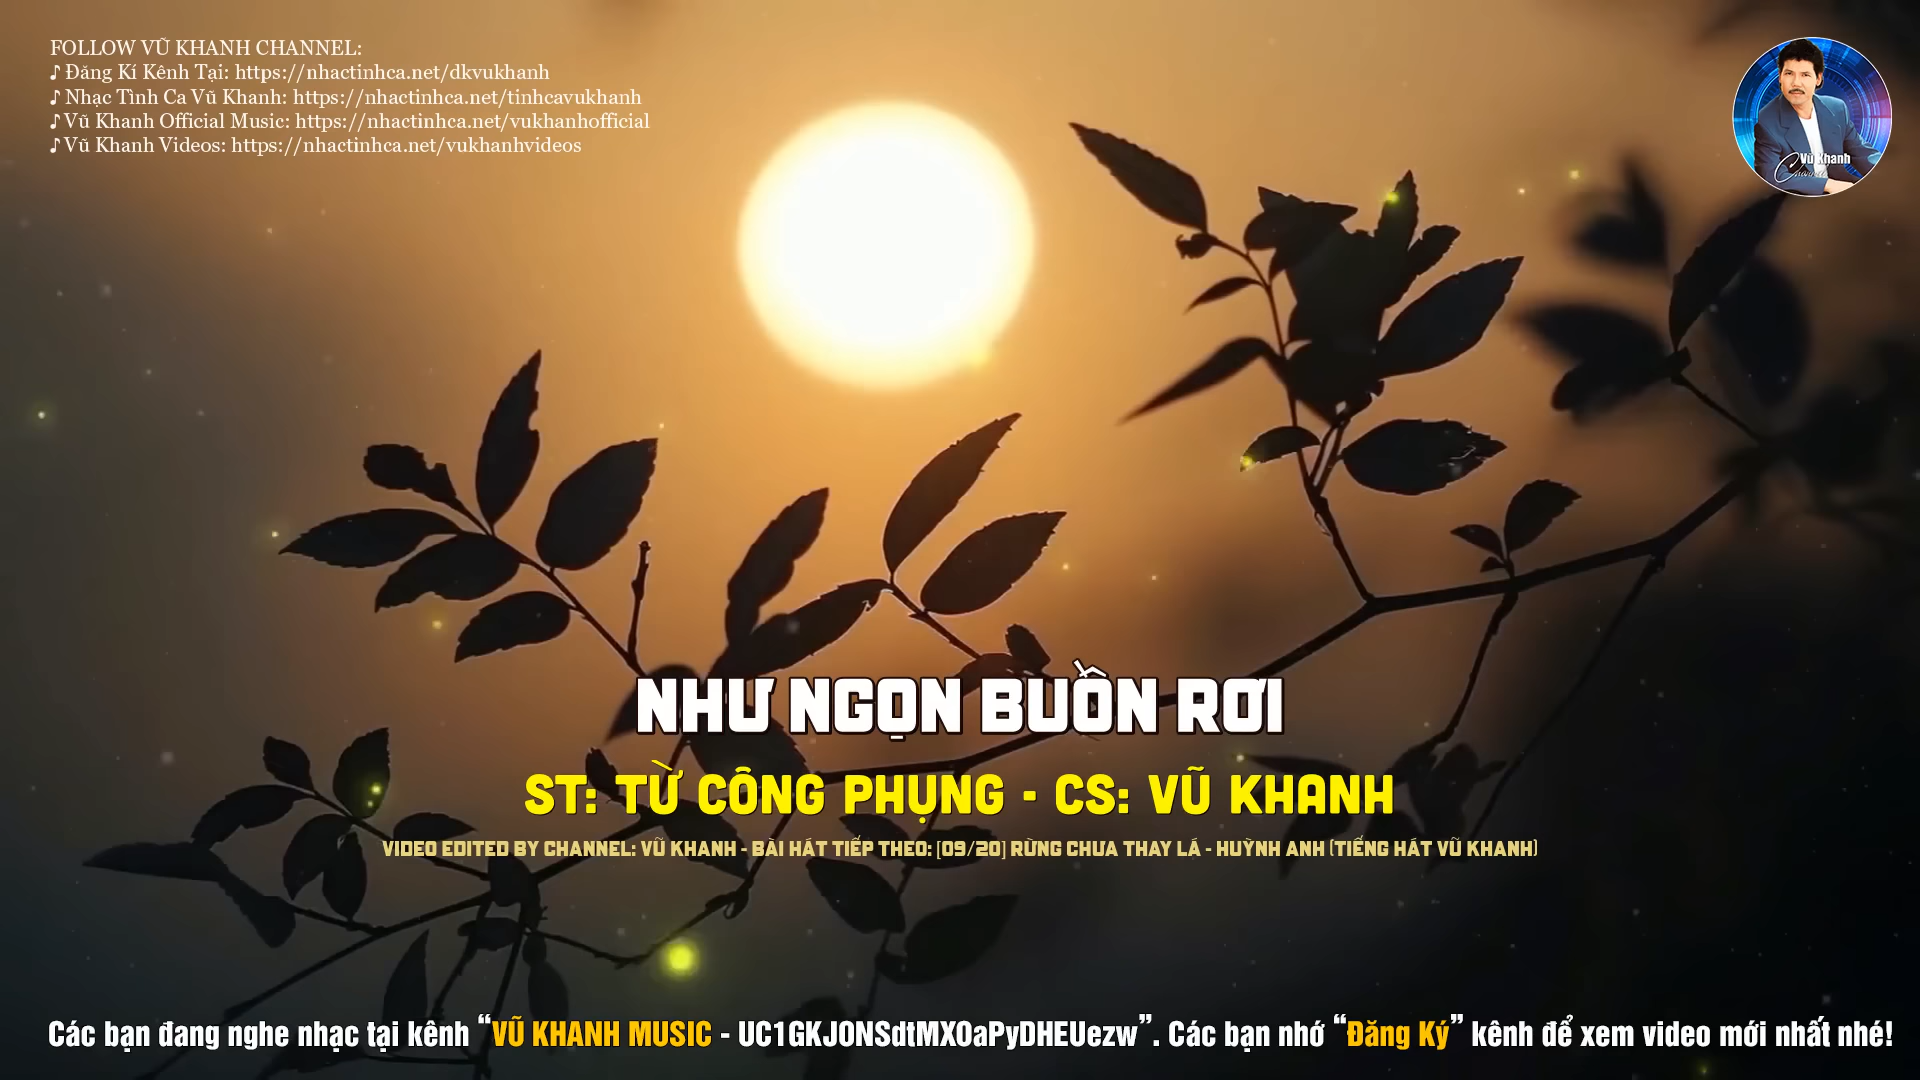 FOLLOW VŨ KHANH CHANNEL:
♪ Đăng Kí Kênh Tại: https://nhactinhca.net/dkvukhanh
♪ Nhạc Tình Ca Vũ Khanh: https://nhactinhca.net/tinhcavukhanh
♪ Vũ Khanh Official Music: https://nhactinhca.net/vukhanhofficial
♪ Vũ Khanh Videos: https://nhactinhca.net/vukhanhvideos
Vũ Khanh
Channel
NHƯ NGỌN BUỒN RƠI
ST: TỪ CÔNG PHỤNG - CS: VŨ KHANH
VIDEO EDITED BY CHANNEL: VŨ KHANH - BÀI HÁT TIẾP THEO: [09/20] RỪNG CHƯA THAY LÁ - HUỲNH ANH (TIẾNG HÁT VŨ KHANH)
Các bạn đang nghe nhạc tại kênh “VŨ KHANH MUSIC - UC1GKJONSdtMXOaPyDHEUezw”. Các bạn nhớ “Đăng Ký” kênh để xem video mới nhất nhé!